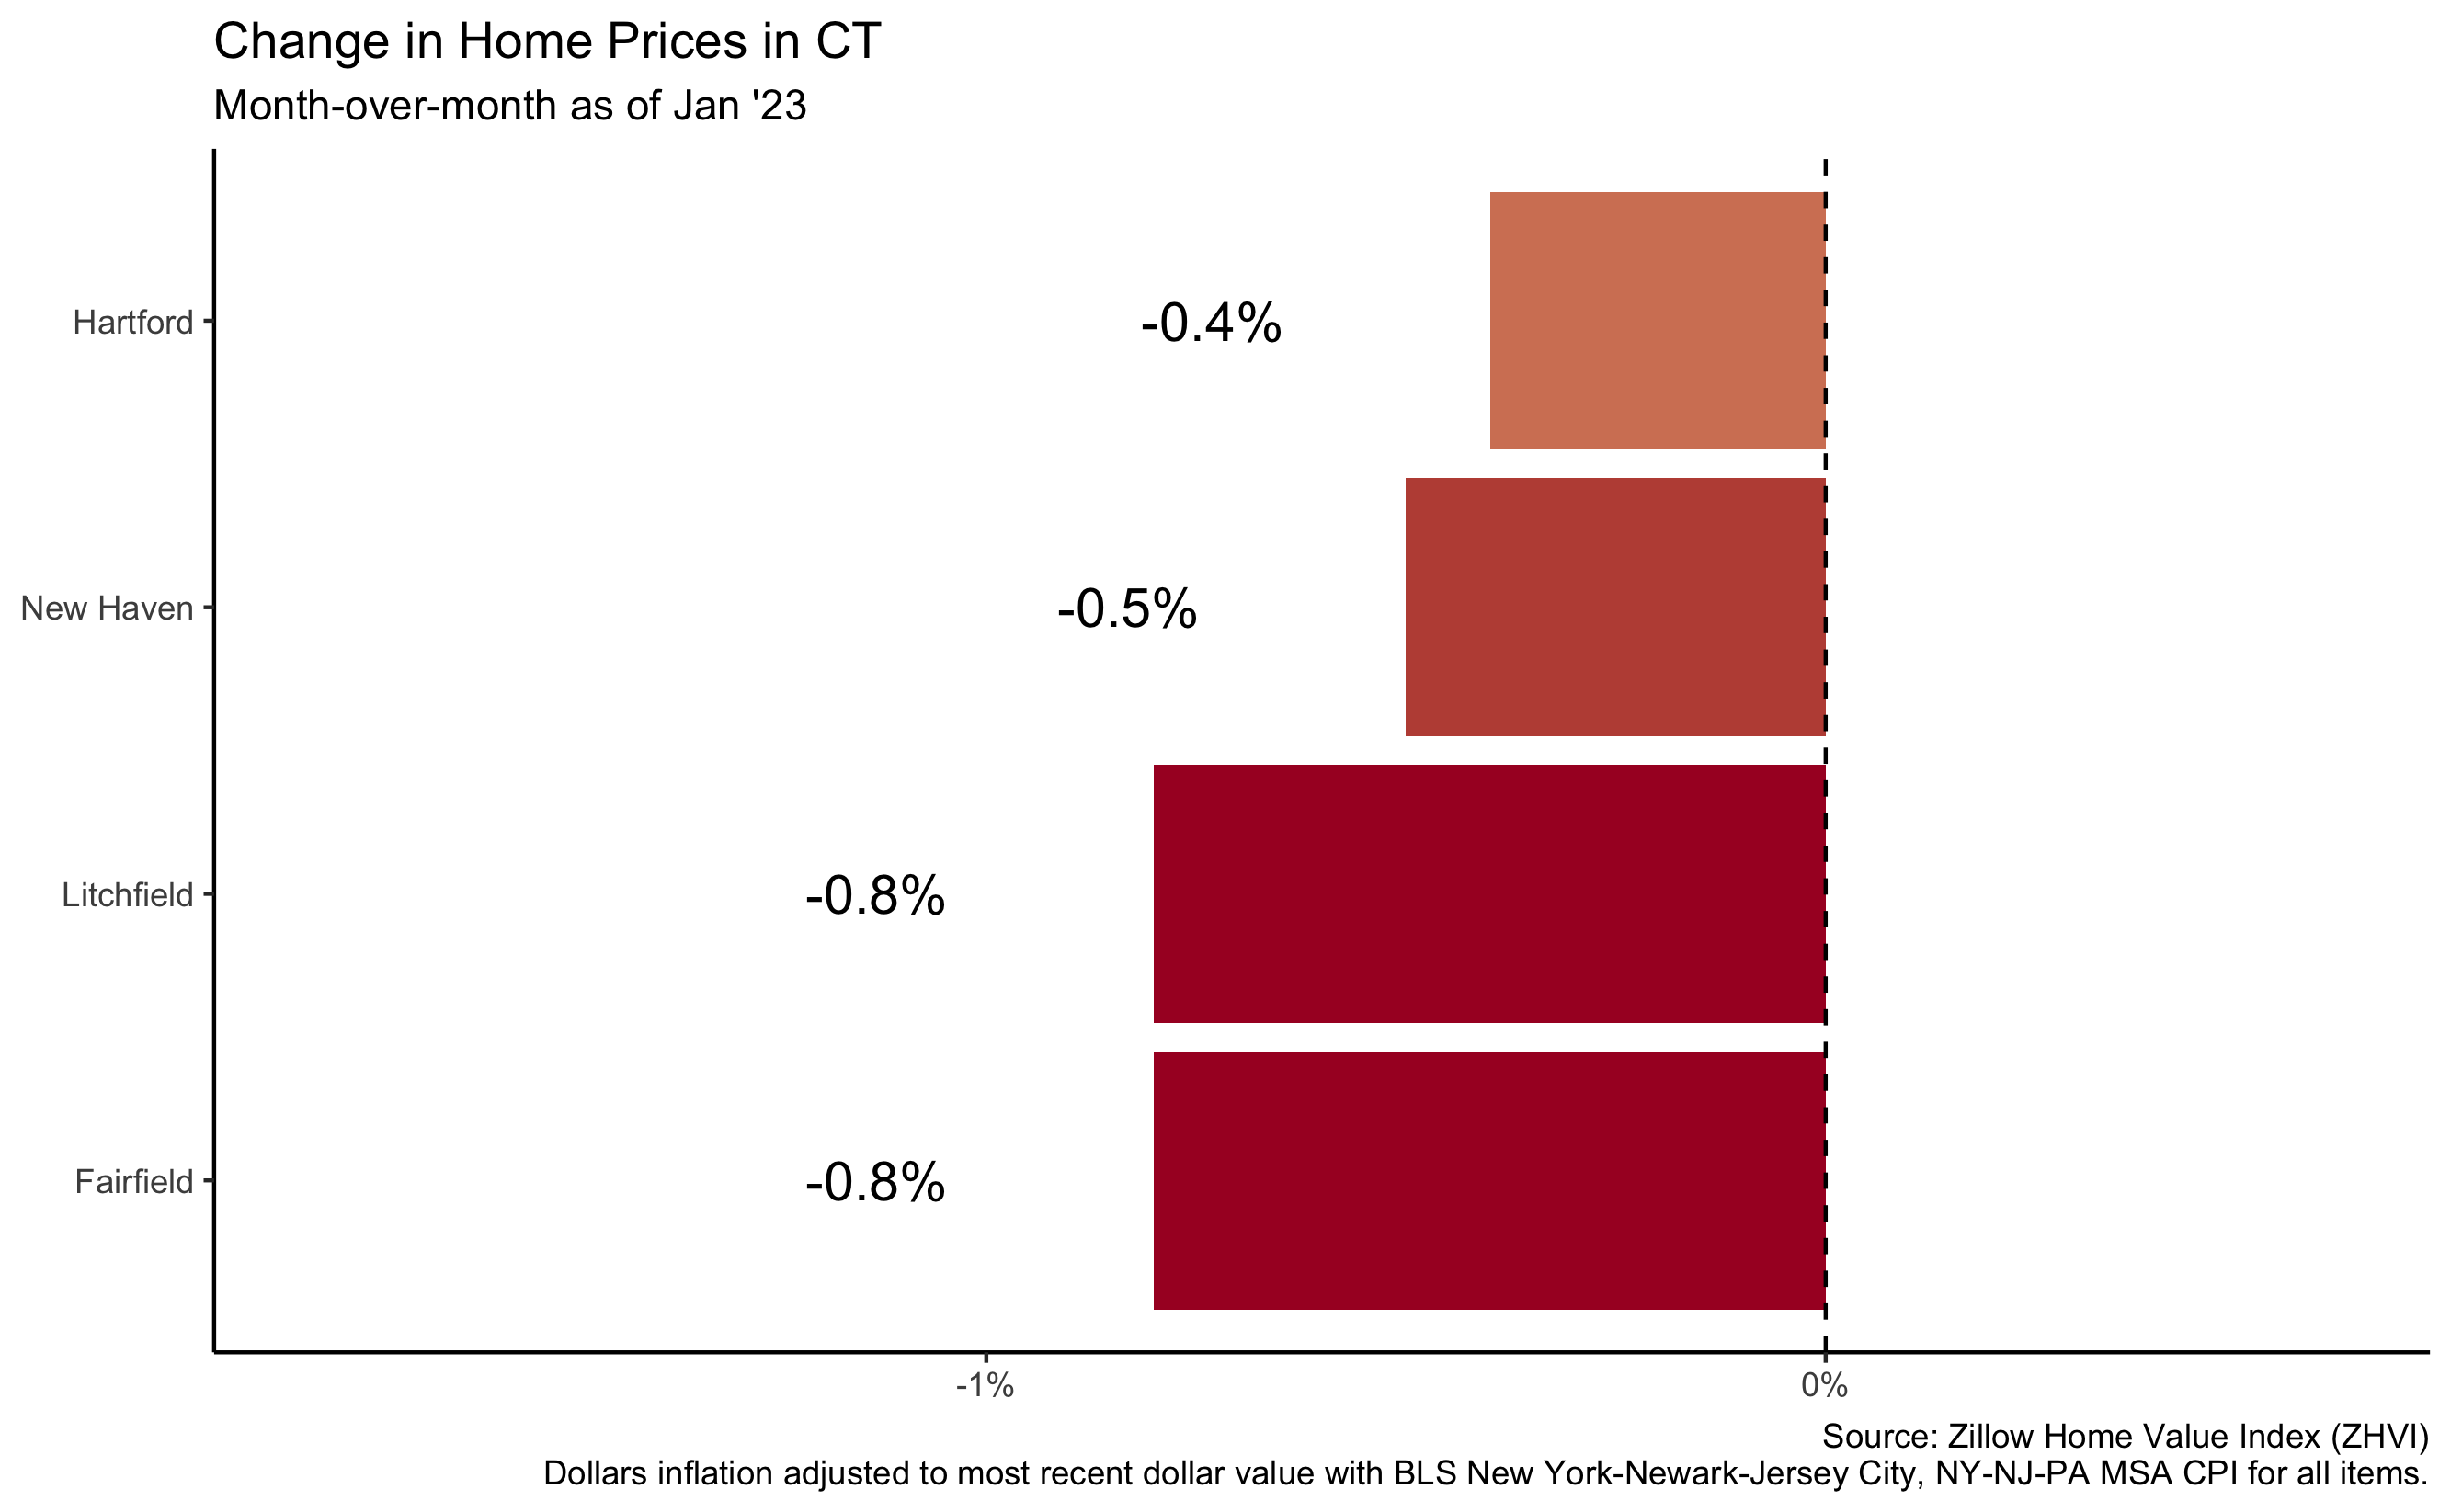 Change in Home Prices in CT
Month-over-month as of Jan '23
Hartford
-0.4%
New Haven
-0.5%
Litchfield
-0.8%
Fairfield
-0.8%
-1%
0%
Source: Zillow Home Value Index (ZHVI)
Dollars inflation adjusted to most recent dollar value with BLS New York-Newark-Jersey City, NY-NJ-PA MSA CPI for all items.